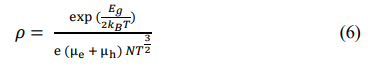 ρ = exp (E_g / 2k_BT) / e (μ_e + μ_h) NT^(3/2) (6)